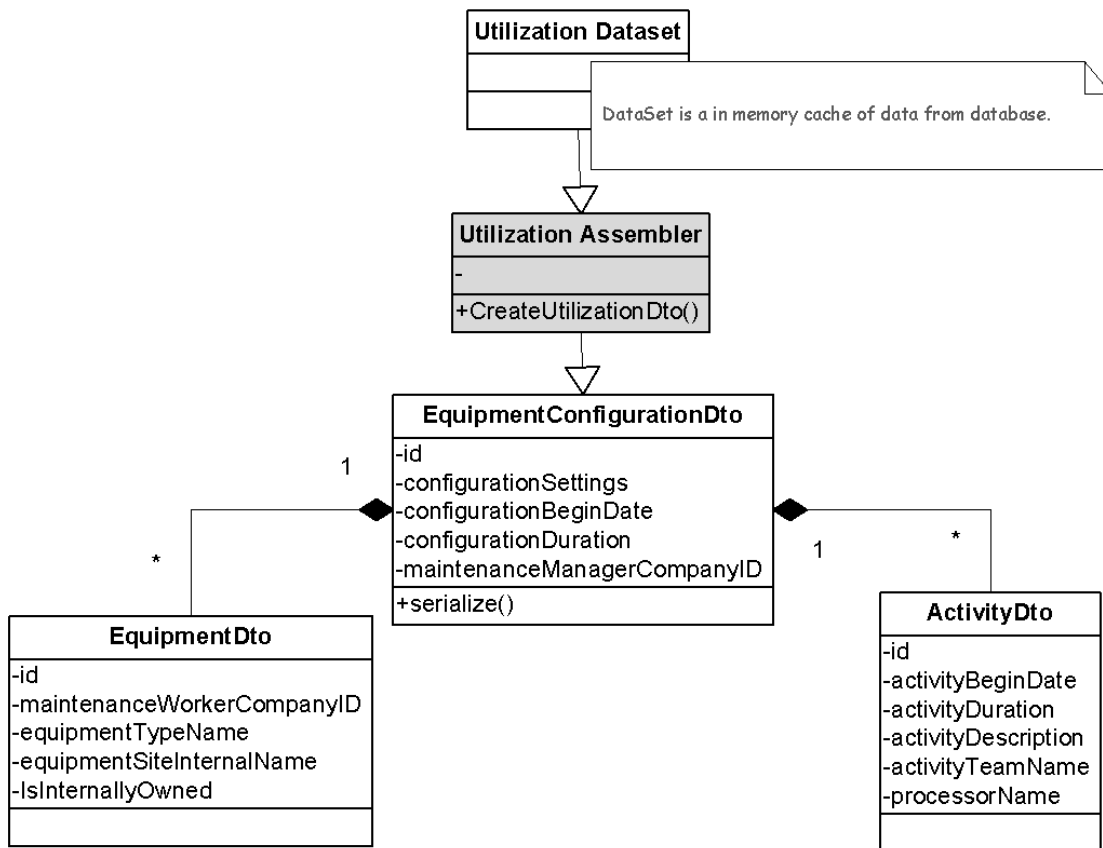 Utilization Dataset
DataSet is a in memory cache of data from database.
Utilization Assembler
-
+CreateUtilizationDto()
EquipmentConfigurationDto
-id
-configurationSettings
-configurationBeginDate
-configurationDuration
-maintenanceManagerCompanyID
+serialize()
1
*
1
*
EquipmentDto
-id
-maintenanceWorkerCompanyID
-equipmentTypeName
-equipmentSiteInternalName
-IsInternallyOwned
ActivityDto
-id
-activityBeginDate
-activityDuration
-activityDescription
-activityTeamName
-processorName